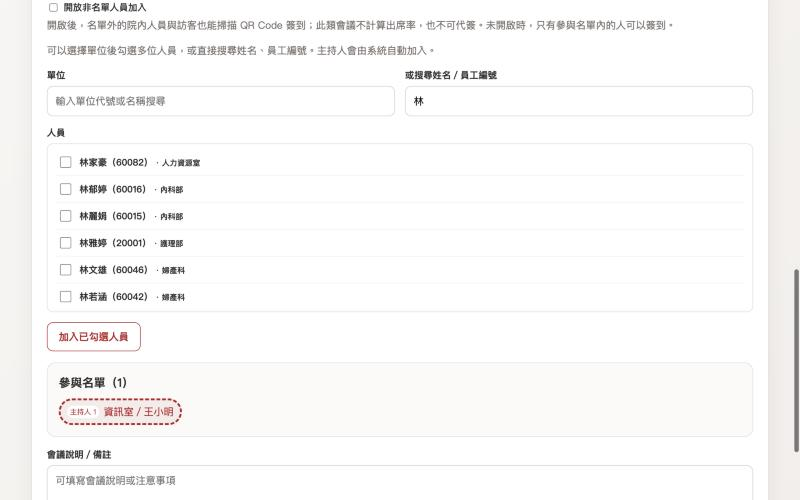 開放非名單人員加入
開啟後，名單外的院內人員與訪客也能掃描 QR Code 簽到；此類會議不計算出席率，也不可代簽。未開啟時，只有參與名單內的人可以簽到。
可以選擇單位後勾選多位人員，或直接搜尋姓名、員工編號。主持人會由系統自動加入。
單位
或搜尋姓名 / 員工編號
輸入單位代號或名稱搜尋
林
人員
林家豪（60082） · 人力資源室
林郁婷（60016） · 內科部
林麗娟（60015） · 內科部
林雅婷（20001） · 護理部
林文雄（60046） · 婦產科
林若涵（60042） · 婦產科
加入已勾選人員
參與名單（1）
主持人 1 資訊室 / 王小明
會議說明 / 備註
可填寫會議說明或注意事項